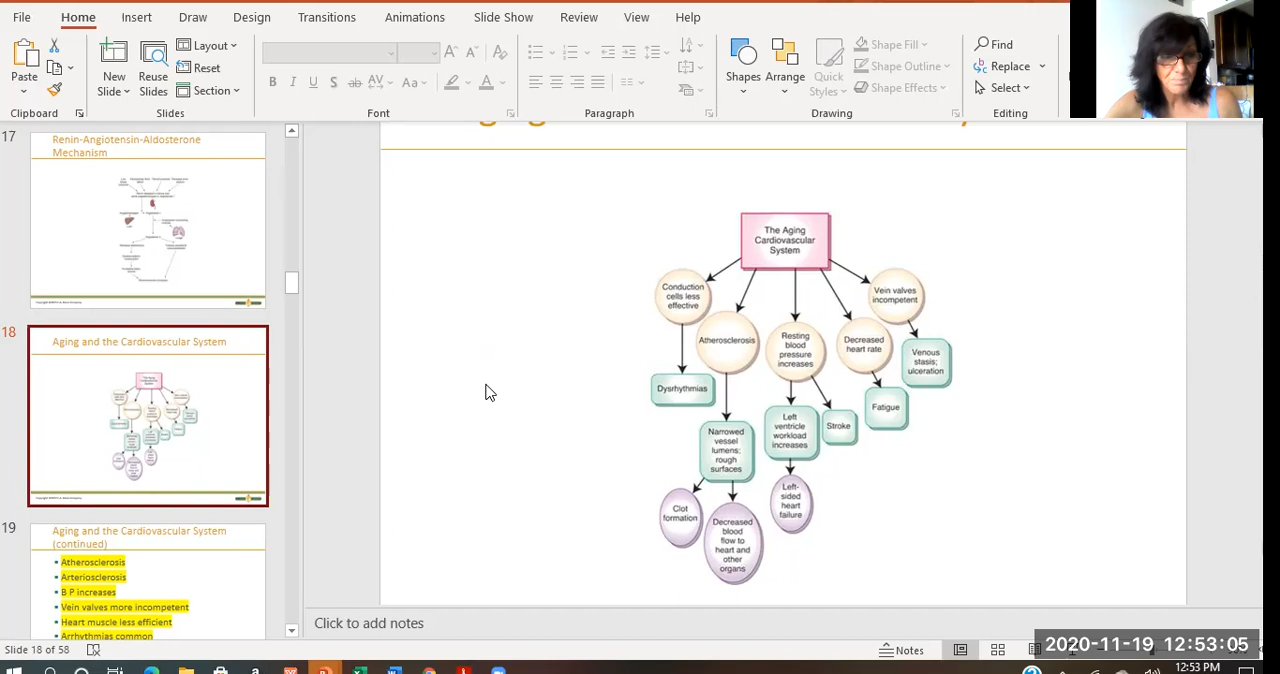 File Home Insert Draw Design Transitions Animations Slide Show Review View Help
Paste
New
Slide
Reuse
Slides
Layout
Reset
Section
B I U S ab AV Aa A
Shapes Arrange Quick
Styles
Shape Fill
Shape Outline
Shape Effects
Find
Replace
Select
Clipboard Slides Font Paragraph Drawing Editing
17
Renin-Angiotensin-Aldosterone
Mechanism
18
Aging and the Cardiovascular System
19
Aging and the Cardiovascular System
(continued)
Atherosclerosis
Arteriosclerosis
B P increases
Vein valves more incompetent
Heart muscle less efficient
Arrhythmias common
The Aging
Cardiovascular
System
Conduction
cells less
effective
Vein valves
incompetent
Atherosclerosis
Resting
blood
pressure
increases
Decreased
heart rate
Venous
stasis;
ulceration
Dysrhythmias
Fatigue
Narrowed
vessel
lumens;
rough
surfaces
Left
ventricle
workload
increases
Stroke
Clot
formation
Decreased
blood
flow to
heart and
other
organs
Left-
sided
heart
failure
Click to add notes
Slide 18 of 58
Notes
2020-11-19 12:53:05
12:53 PM